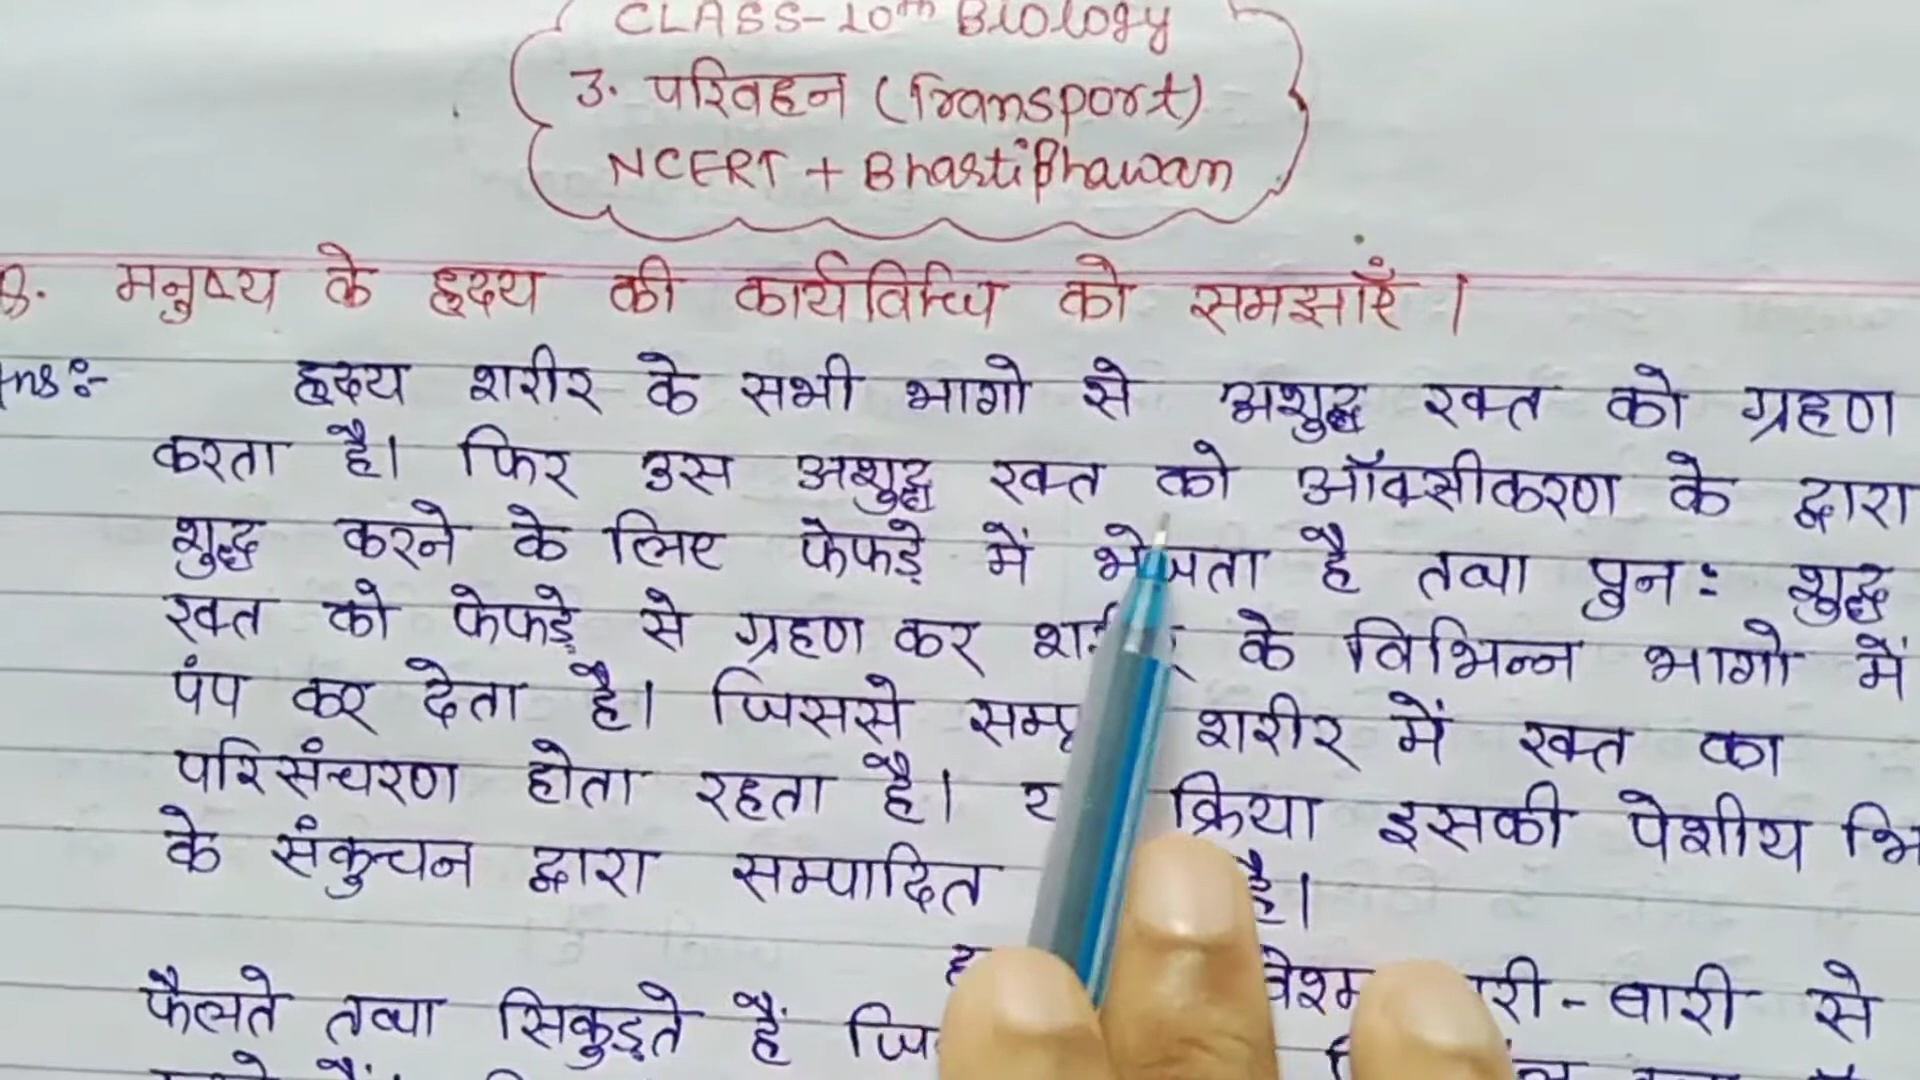 CLASS-10th Biology
3. परिवहन (Transport)
NCERT + BhartiBhawan
मनुष्य के हृदय की कार्यविधि को समझाएँ।
Ans:- हृदय शरीर के सभी भागो से अशुद्ध रक्त को ग्रहण
करता है। फिर उस अशुद्ध रक्त को ऑक्सीकरण के द्वारा
शुद्ध करने के लिए फेफड़े में भेजता है तथा पुनः शुद्ध
रक्त को फेफड़े से ग्रहण कर के विभिन्न भागो में
पंप कर देता है। जिससे शरीर में रक्त का
परिसंचरण होता रहता है। क्रिया इसकी पेशीय
के संकुचन द्वारा सम्पादित है।
बारी से
फैलते तथा सिकुड़ते हैं